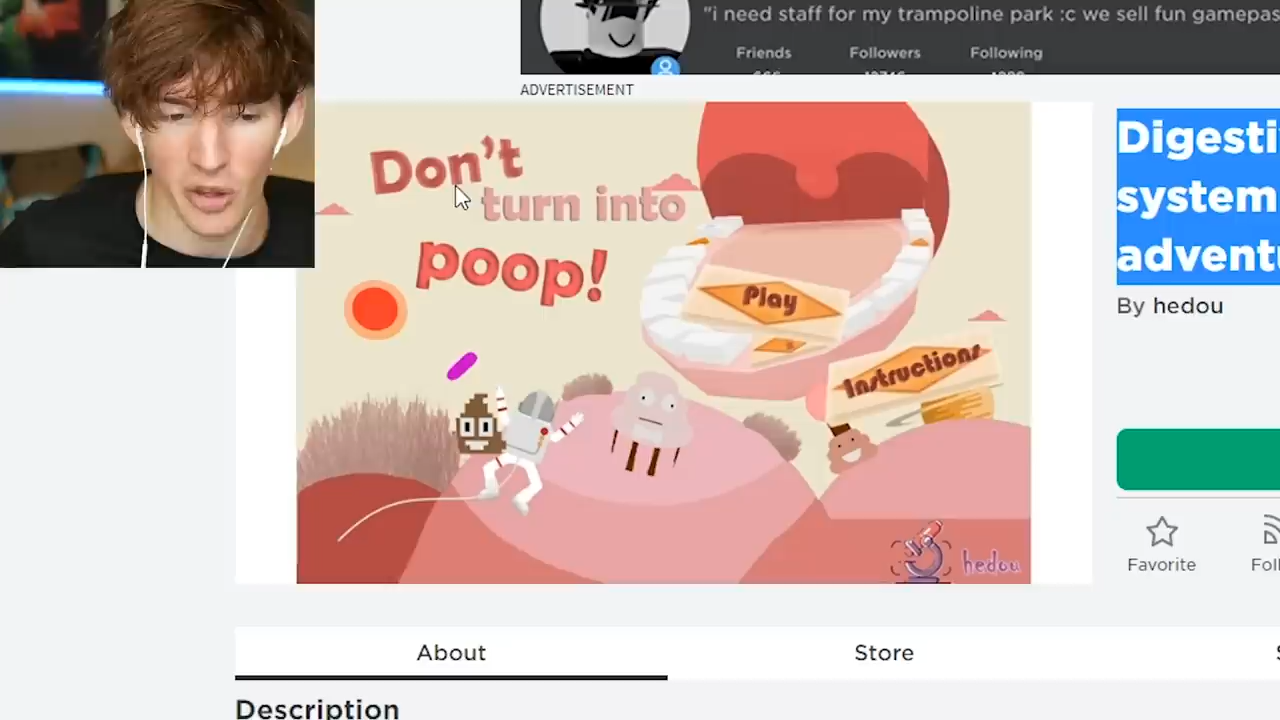 "i need staff for my trampoline park :c we sell fun gamepas
Friends
Followers
Following
ADVERTISEMENT
Don't
turn into
poop!
Play
Instructions
hedou
Digesti
system
advent
By hedou
Favorite
Foll
About
Store
S
Description